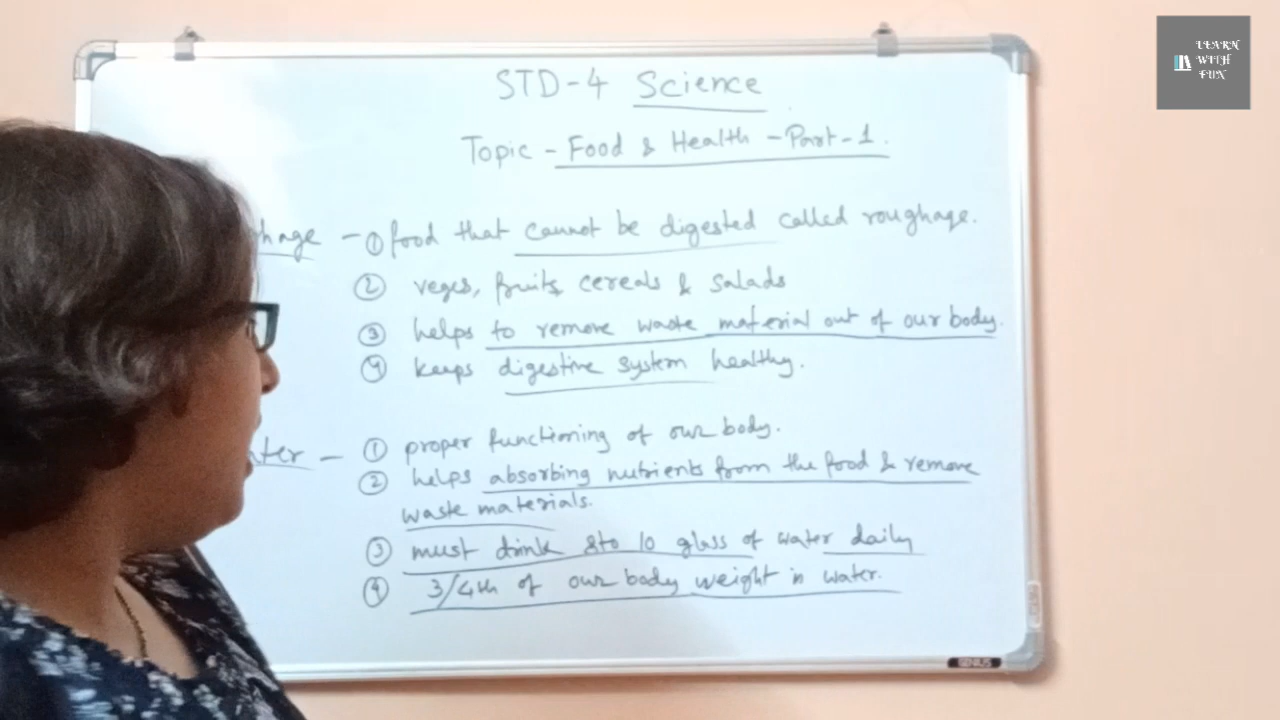 LEARN
WITH
FUN
STD-4 Science
Topic - Food & Health - Part-1.
hage - ① food that cannot be digested called roughage.
② veges, fruits, cereals & salads
③ helps to remove waste material out of our body.
④ keeps digestive system healthy.
ter - ① proper functioning of our body.
② helps absorbing nutrients from the food & remove
waste materials.
③ must drink 8 to 10 glass of water daily
④ 3/4th of our body weight is water.
GENIUS